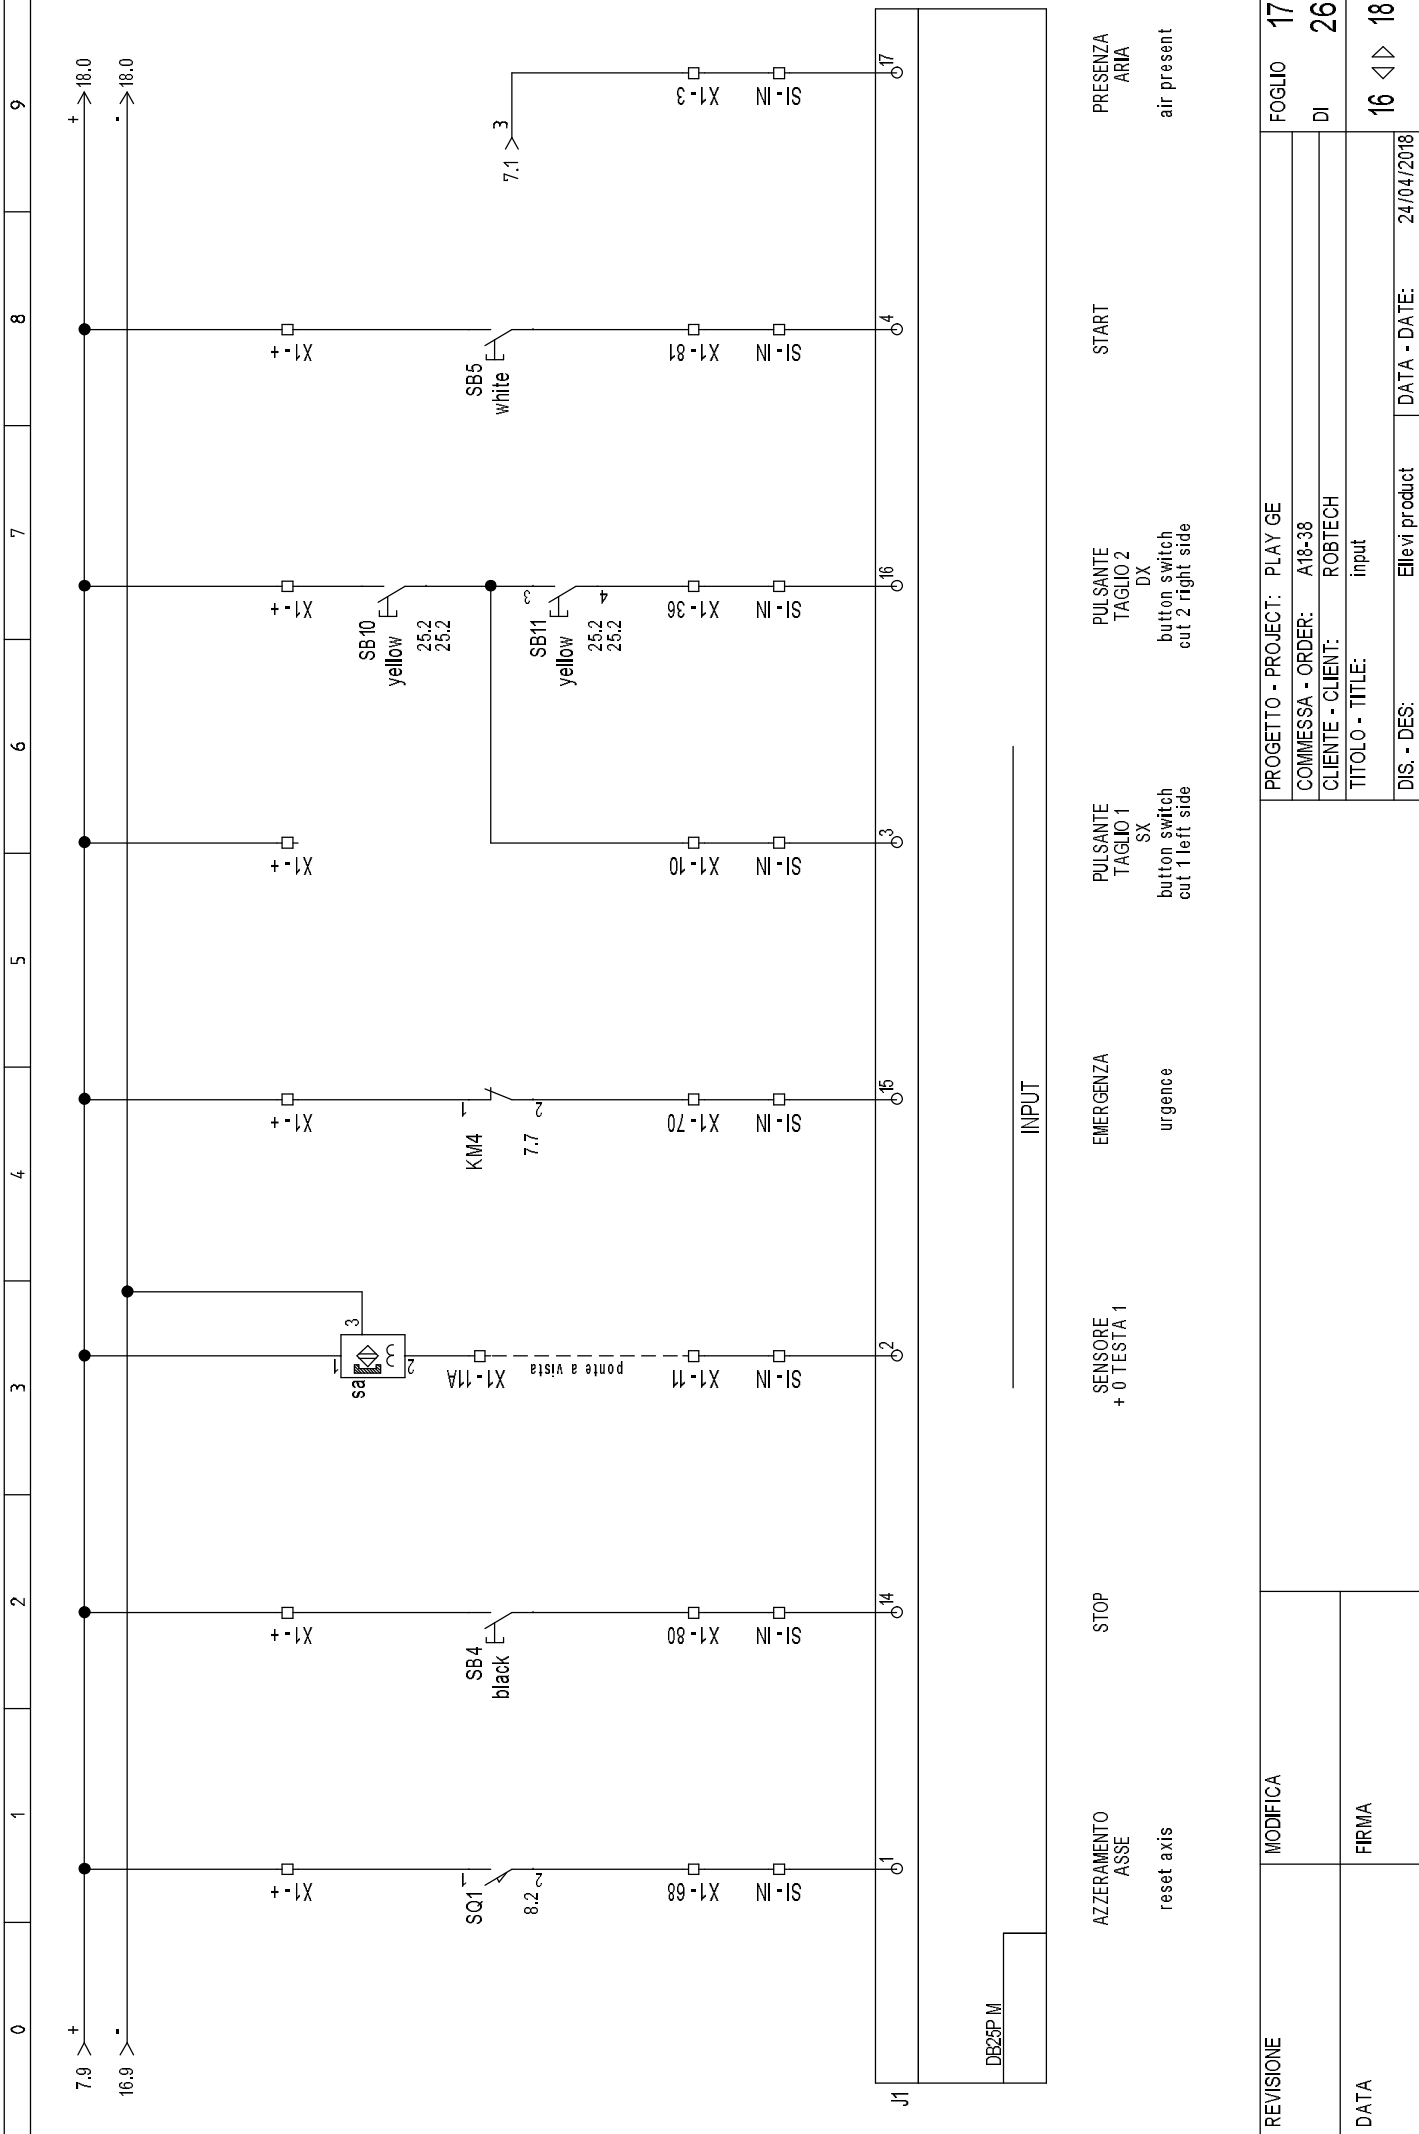 0 1 2 3 4 5 6 7 8 9
7.9 + + 18.0
16.9 - - 18.0
X1-+ X1-+ X1-+ X1-+ X1-+ X1-+
SQ1 1 2
8.2
X1-68
SI-IN
1
SB4
black
X1-80
SI-IN
14
sa 1 3 2
X1-11A
ponte a vista
X1-11
SI-IN
2
KM4 1 2
7.7
X1-70
SI-IN
15
X1-10
SI-IN
3
SB10
yellow
25.2
25.2
SB11 3 4
yellow
25.2
25.2
X1-36
SI-IN
16
SB5
white
X1-81
SI-IN
4
7.1 3
X1-3
SI-IN
17
J1
DB25P M
INPUT
AZZERAMENTO
ASSE
reset axis
STOP
SENSORE
+ 0 TESTA 1
EMERGENZA
urgence
PULSANTE
TAGLIO 1
SX
button switch
cut 1 left side
PULSANTE
TAGLIO 2
DX
button switch
cut 2 right side
START
PRESENZA
ARIA
air present
REVISIONE
MODIFICA
DATA
FIRMA
PROGETTO - PROJECT: PLAY GE
COMMESSA - ORDER: A18-38
CLIENTE - CLIENT: ROBTECH
TITOLO - TITLE: input
DIS. - DES: Ellevi product
DATA - DATE: 24/04/2018
FOGLIO 17
DI 26
16 18